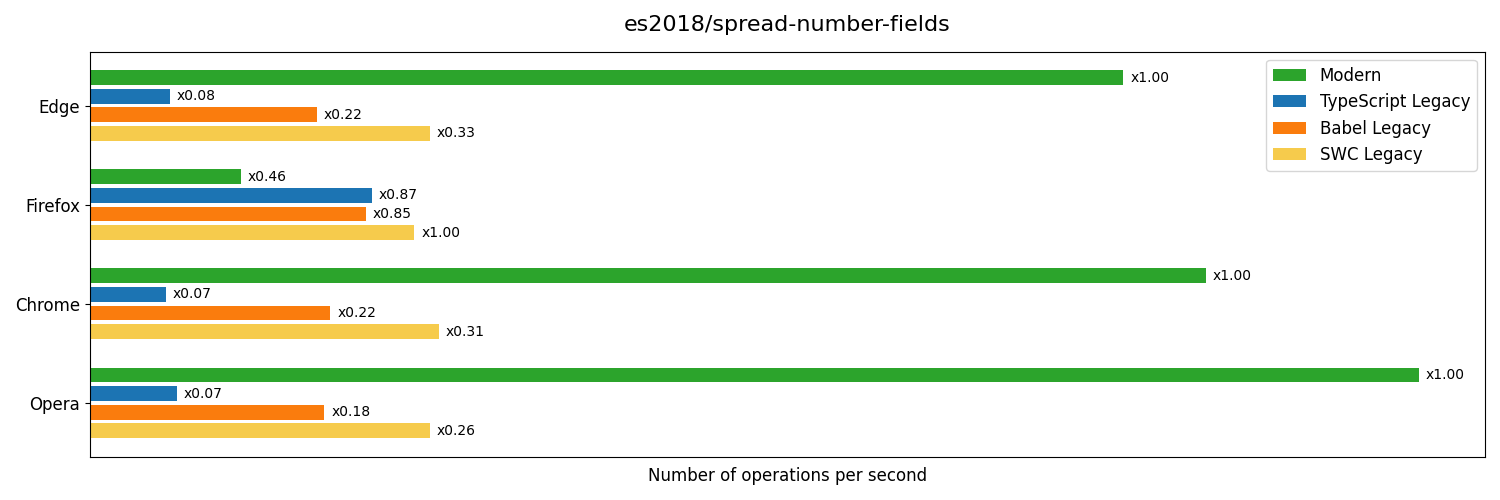 es2018/spread-number-fields
Modern
TypeScript Legacy
Babel Legacy
SWC Legacy
Edge
x1.00
x0.08
x0.22
x0.33
Firefox
x0.46
x0.87
x0.85
x1.00
Chrome
x1.00
x0.07
x0.22
x0.31
Opera
x1.00
x0.07
x0.18
x0.26
Number of operations per second